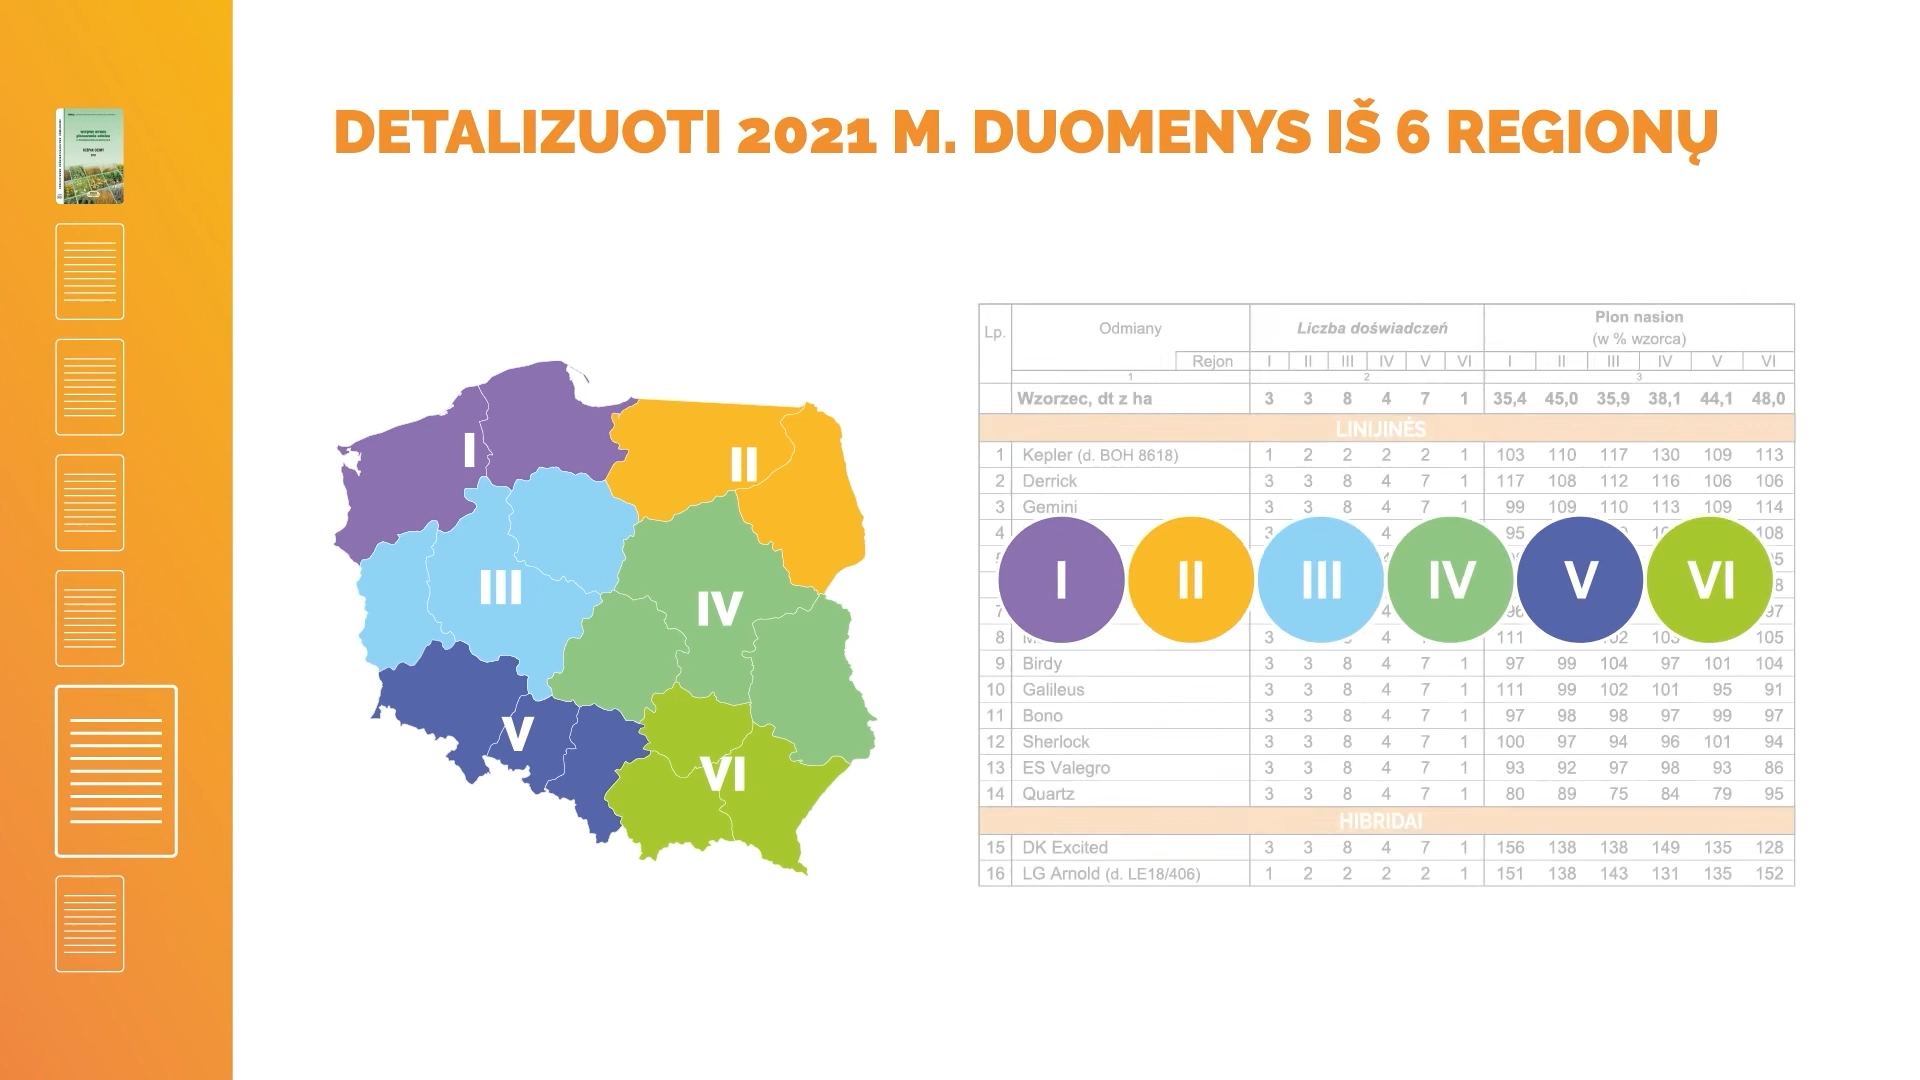 DETALIZUOTI 2021 M. DUOMENYS IŠ 6 REGIONŲ
I
II
III
IV
V
VI
Lp. Odmiany Liczba doświadczeń Plon nasion
(w % wzorca)
Rejon I II III IV V VI I II III IV V VI
1 2 3
Wzorzec, dt z ha 3 3 8 4 7 1 35,4 45,0 35,9 38,1 44,1 48,0
LINIJINĖS
1 Kepler (d. BOH 8618) 1 2 2 2 2 1 103 110 117 130 109 113
2 Derrick 3 3 8 4 7 1 117 108 112 116 106 106
3 Gemini 3 3 8 4 7 1 99 109 110 113 109 114
4 3 4 95 108
I II III IV V VI
7 4 97
8 3 4 111 105
9 Birdy 3 3 8 4 7 1 97 99 104 97 101 104
10 Galileus 3 3 8 4 7 1 111 99 102 101 95 91
11 Bono 3 3 8 4 7 1 97 98 98 97 99 97
12 Sherlock 3 3 8 4 7 1 100 97 94 96 101 94
13 ES Valegro 3 3 8 4 7 1 93 92 97 98 93 86
14 Quartz 3 3 8 4 7 1 80 89 75 84 79 95
HIBRIDAI
15 DK Excited 3 3 8 4 7 1 156 138 138 149 135 128
16 LG Arnold (d. LE18/406) 1 2 2 2 2 1 151 138 143 131 135 152